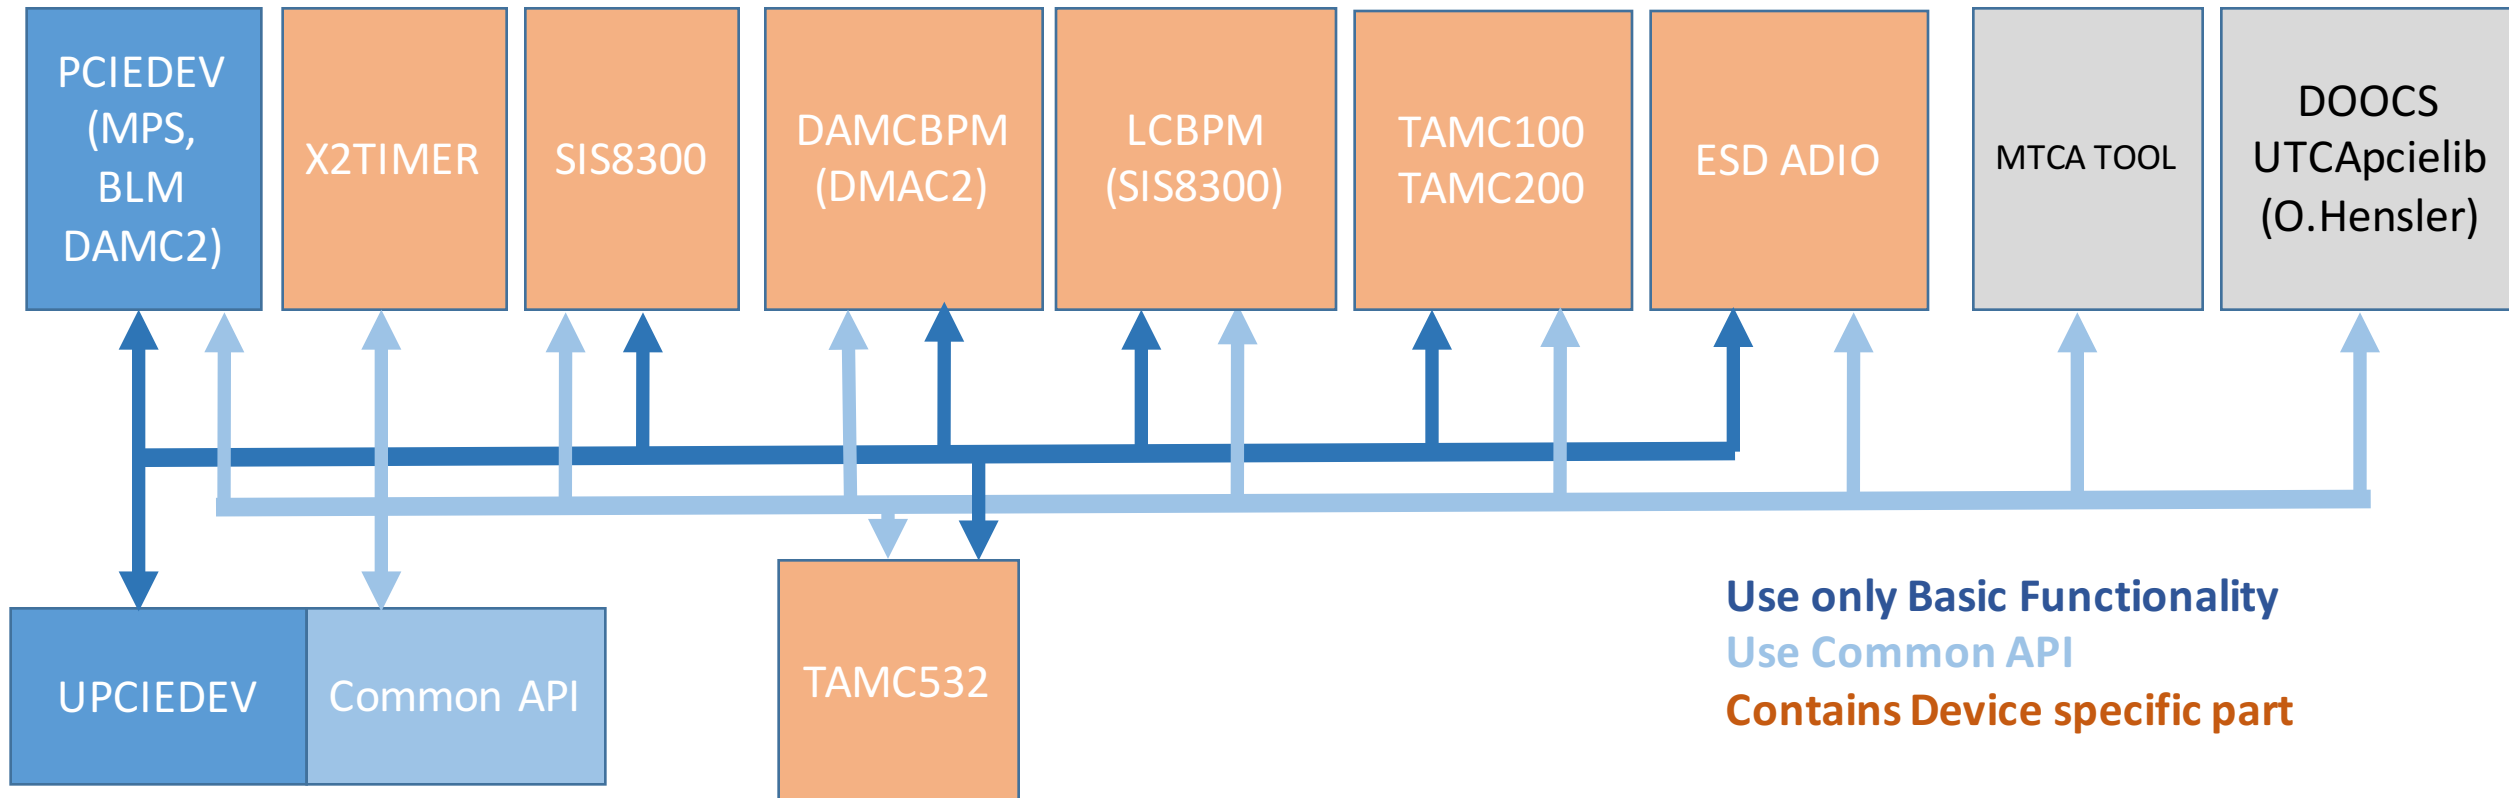 PCIEDEV
(MPS,
BLM
DAMC2)
X2TIMER
SIS8300
DAMCBPM
(DMAC2)
LCBPM
(SIS8300)
TAMC100
TAMC200
ESD ADIO
MTCA TOOL
DOOCS
UTCApcielib
(O.Hensler)
UPCIEDEV
Common API
TAMC532
Use only Basic Functionality
Use Common API
Contains Device specific part